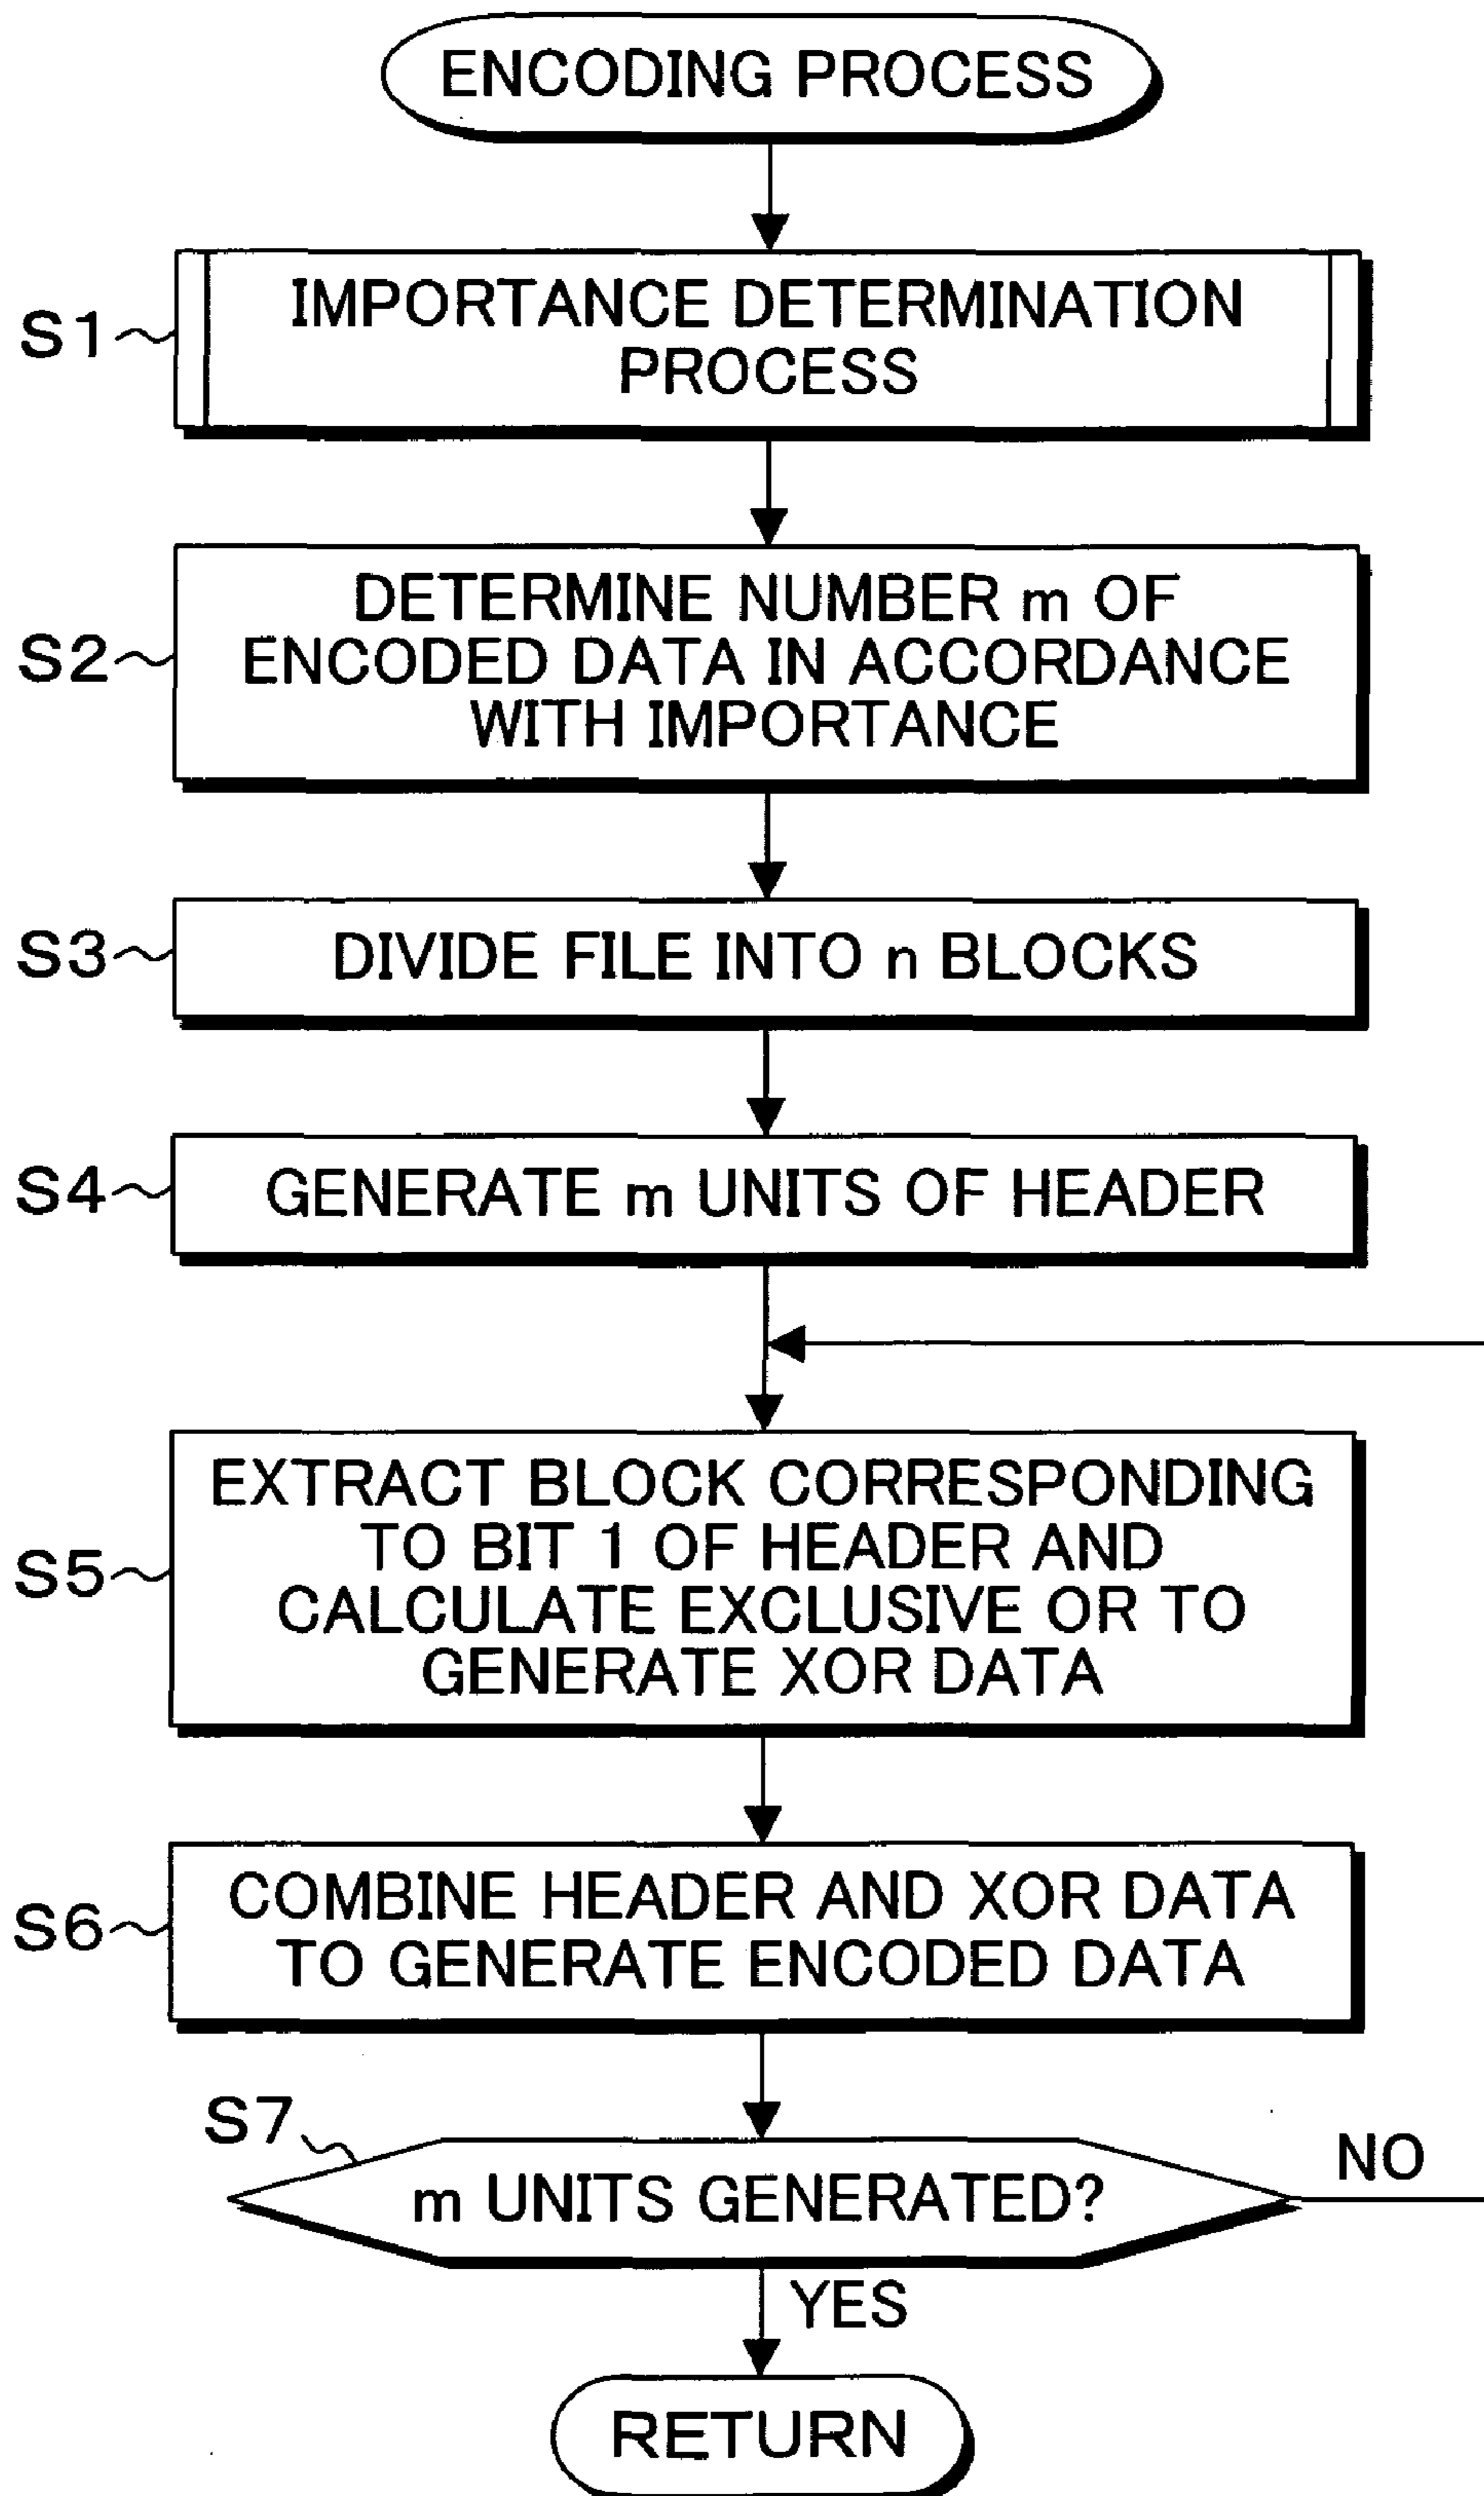 ENCODING PROCESS
S1
IMPORTANCE DETERMINATION
PROCESS
S2
DETERMINE NUMBER m OF
ENCODED DATA IN ACCORDANCE
WITH IMPORTANCE
S3
DIVIDE FILE INTO n BLOCKS
S4
GENERATE m UNITS OF HEADER
S5
EXTRACT BLOCK CORRESPONDING
TO BIT 1 OF HEADER AND
CALCULATE EXCLUSIVE OR TO
GENERATE XOR DATA
S6
COMBINE HEADER AND XOR DATA
TO GENERATE ENCODED DATA
S7
m UNITS GENERATED?
NO
YES
RETURN